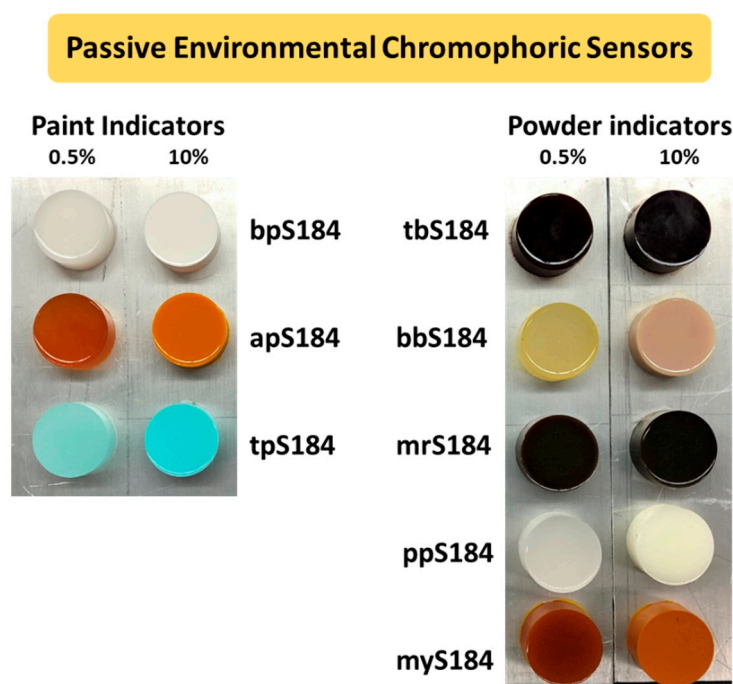 Passive Environmental Chromophoric Sensors
Paint Indicators
0.5% 10%
bpS184
apS184
tpS184
Powder indicators
0.5% 10%
tbS184
bbS184
mrS184
ppS184
myS184